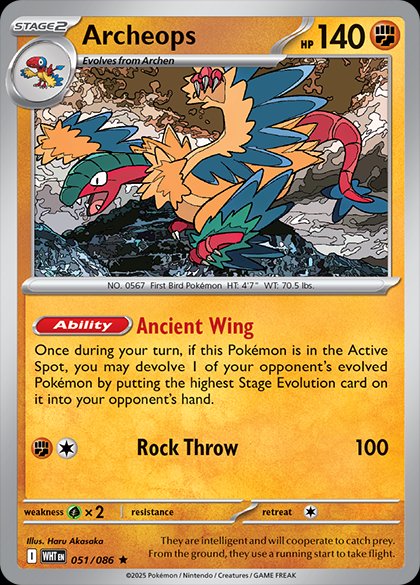 STAGE2 Archeops HP 140
Evolves from Archen
NO. 0567 First Bird Pokémon HT: 4'7" WT: 70.5 lbs.
Ability Ancient Wing
Once during your turn, if this Pokémon is in the Active
Spot, you may devolve 1 of your opponent's evolved
Pokémon by putting the highest Stage Evolution card on
it into your opponent's hand.
Rock Throw 100
weakness ×2 resistance retreat
Illus. Haru Akasaka
I WHT EN 051/086 ★
They are intelligent and will cooperate to catch prey.
From the ground, they use a running start to take flight.
©2025 Pokémon / Nintendo / Creatures / GAME FREAK